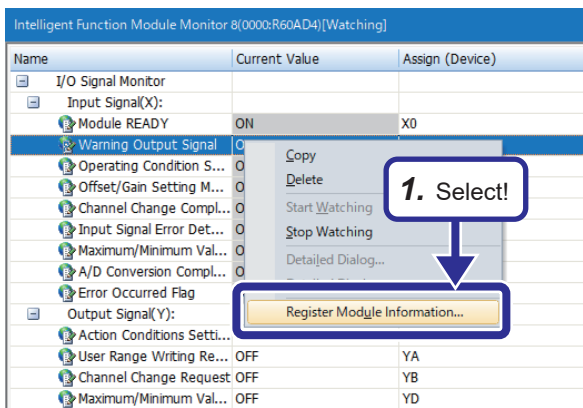 Intelligent Function Module Monitor 8(0000:R60AD4)[Watching]
Name Current Value Assign (Device)
I/O Signal Monitor
Input Signal(X):
Module READY ON X0
Warning Output Signal O
Copy
Operating Condition S... O
Delete
Offset/Gain Setting M... O
1. Select!
Channel Change Compl... O
Start Watching
Input Signal Error Det... O
Stop Watching
Maximum/Minimum Val... O
Detailed Dialog...
A/D Conversion Compl... O
Error Occurred Flag
Register Module Information...
Output Signal(Y):
Action Conditions Setti...
User Range Writing Re... OFF YA
Channel Change Request OFF YB
Maximum/Minimum Val... OFF YD